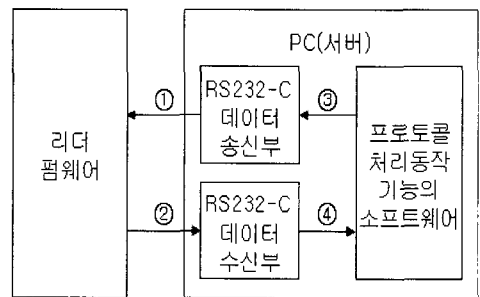 PC(서버)
리더
펌웨어
①
RS232-C
데이터
송신부
③
②
RS232-C
데이터
수신부
④
프로토콜
처리동작
기능의
소프트웨어